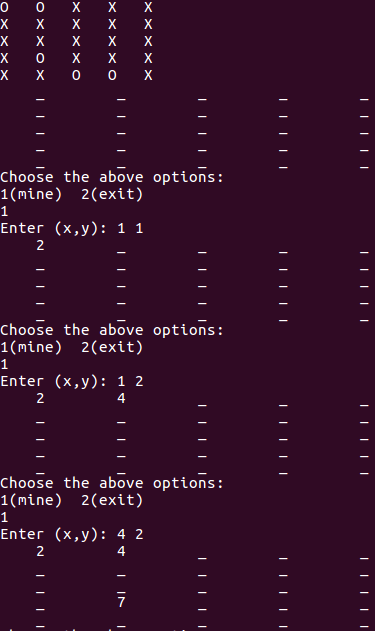 O O X X X
X X X X X
X X X X X
X O X X X
X X O O X
_ _ _ _ _
_ _ _ _ _
_ _ _ _ _
_ _ _ _ _
_ _ _ _ _
Choose the above options:
1(mine) 2(exit)
1
Enter (x,y): 1 1
2 _ _ _ _
_ _ _ _ _
_ _ _ _ _
_ _ _ _ _
_ _ _ _ _
Choose the above options:
1(mine) 2(exit)
1
Enter (x,y): 1 2
2 4 _ _ _
_ _ _ _ _
_ _ _ _ _
_ _ _ _ _
_ _ _ _ _
Choose the above options:
1(mine) 2(exit)
1
Enter (x,y): 4 2
2 4 _ _ _
_ _ _ _ _
_ _ _ _ _
_ 7 _ _ _
_ _ _ _ _